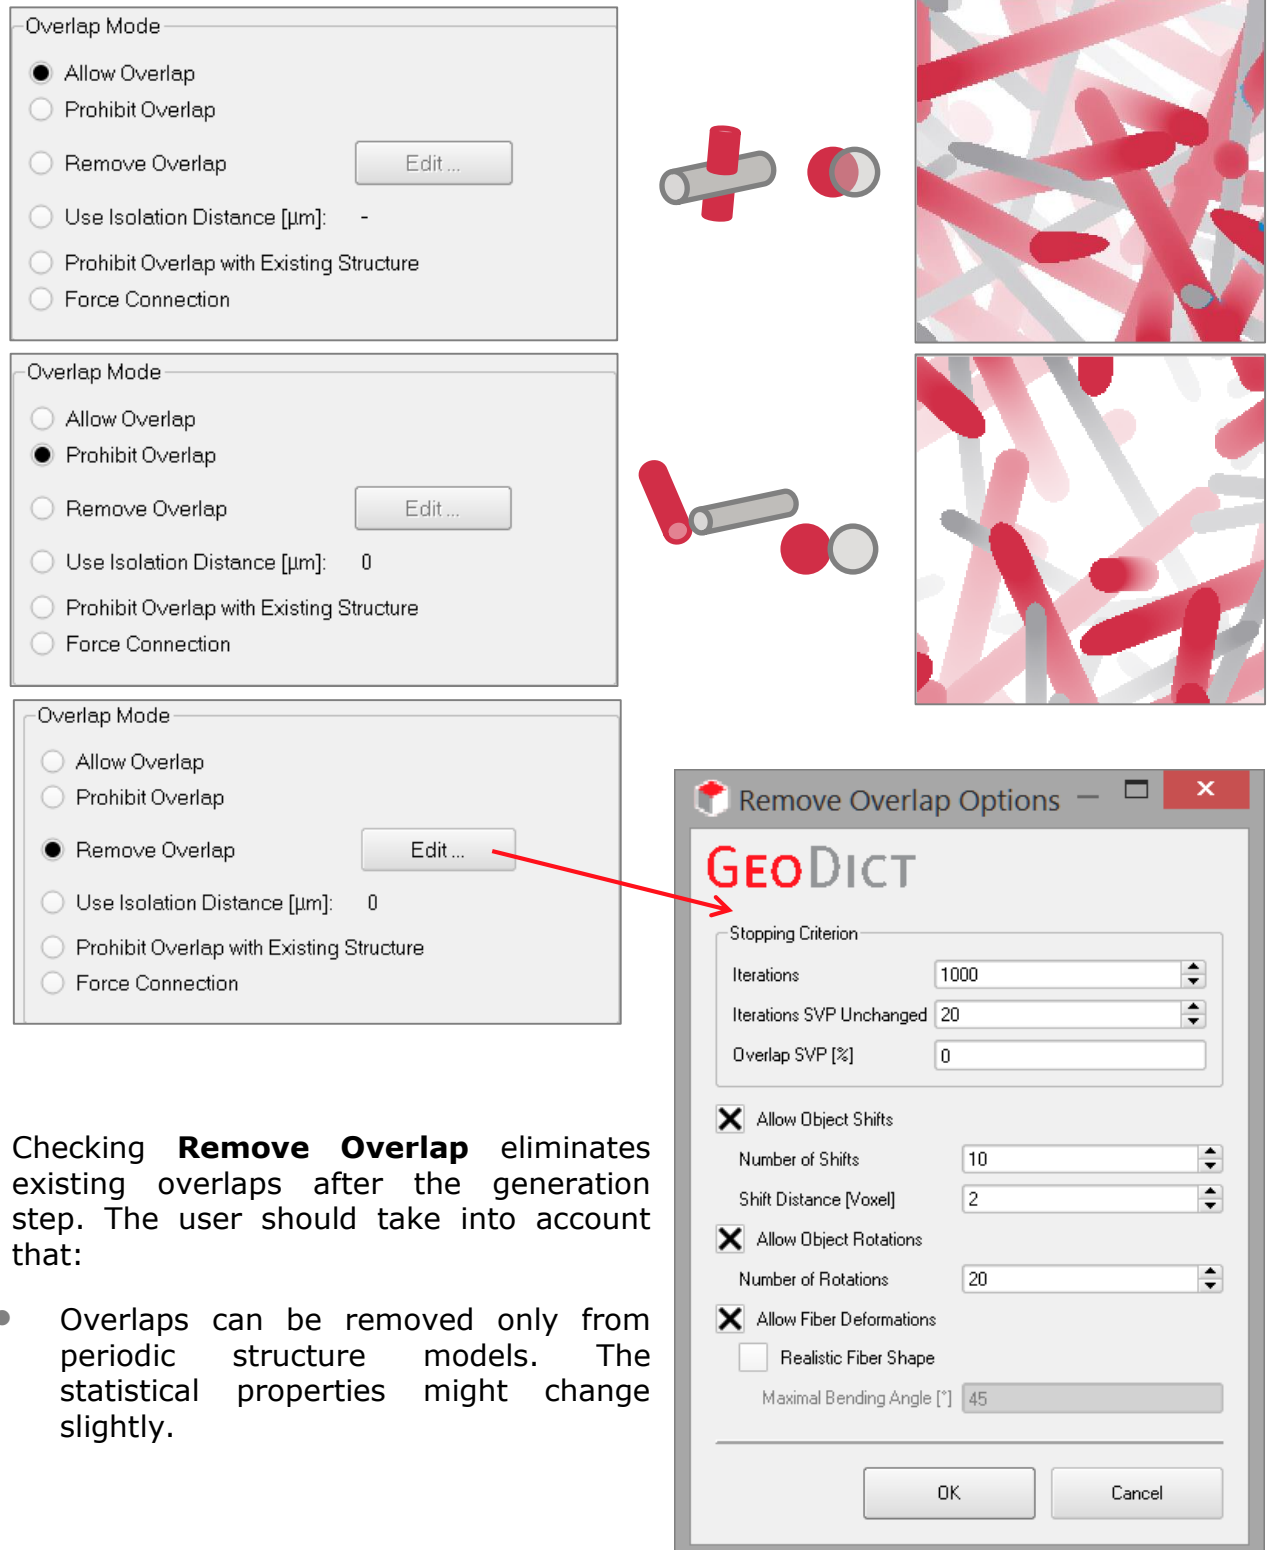 Overlap Mode
Allow Overlap
Prohibit Overlap
Remove Overlap Edit ...
Use Isolation Distance [µm]: -
Prohibit Overlap with Existing Structure
Force Connection
Overlap Mode
Allow Overlap
Prohibit Overlap
Remove Overlap Edit ...
Use Isolation Distance [µm]: 0
Prohibit Overlap with Existing Structure
Force Connection
Overlap Mode
Allow Overlap
Prohibit Overlap
Remove Overlap Edit ...
Use Isolation Distance [µm]: 0
Prohibit Overlap with Existing Structure
Force Connection
Remove Overlap Options
GEODICT
Stopping Criterion
Iterations 1000
Iterations SVP Unchanged 20
Overlap SVP [%] 0
Allow Object Shifts
Number of Shifts 10
Shift Distance [Voxel] 2
Allow Object Rotations
Number of Rotations 20
Allow Fiber Deformations
Realistic Fiber Shape
Maximal Bending Angle [°] 45
OK Cancel
Checking Remove Overlap eliminates
existing overlaps after the generation
step. The user should take into account
that:
• Overlaps can be removed only from
periodic structure models. The
statistical properties might change
slightly.